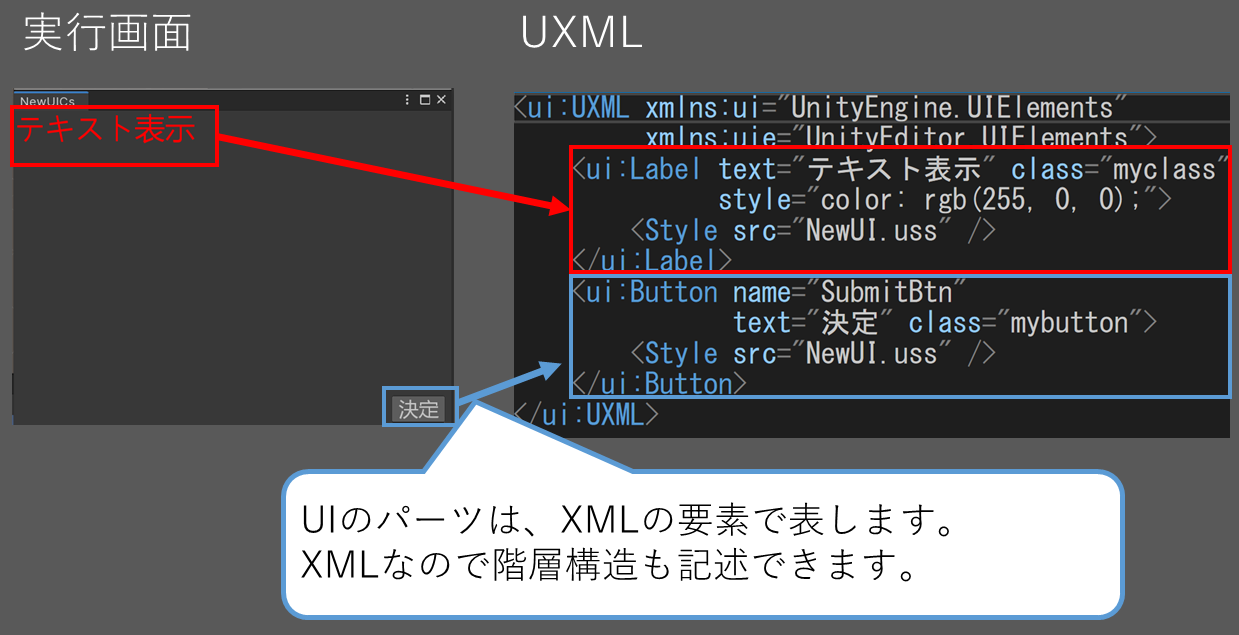 実行画面
UXML
NewUICs
テキスト表示
決定
<ui:UXML xmlns:ui="UnityEngine.UIElements"
xmlns:uie="UnityEditor.UIElements">
<ui:Label text="テキスト表示" class="myclass"
style="color: rgb(255, 0, 0);">
<Style src="NewUI.uss" />
</ui:Label>
<ui:Button name="SubmitBtn"
text="決定" class="mybutton">
<Style src="NewUI.uss" />
</ui:Button>
</ui:UXML>
UIのパーツは、XMLの要素で表します。
XMLなので階層構造も記述できます。